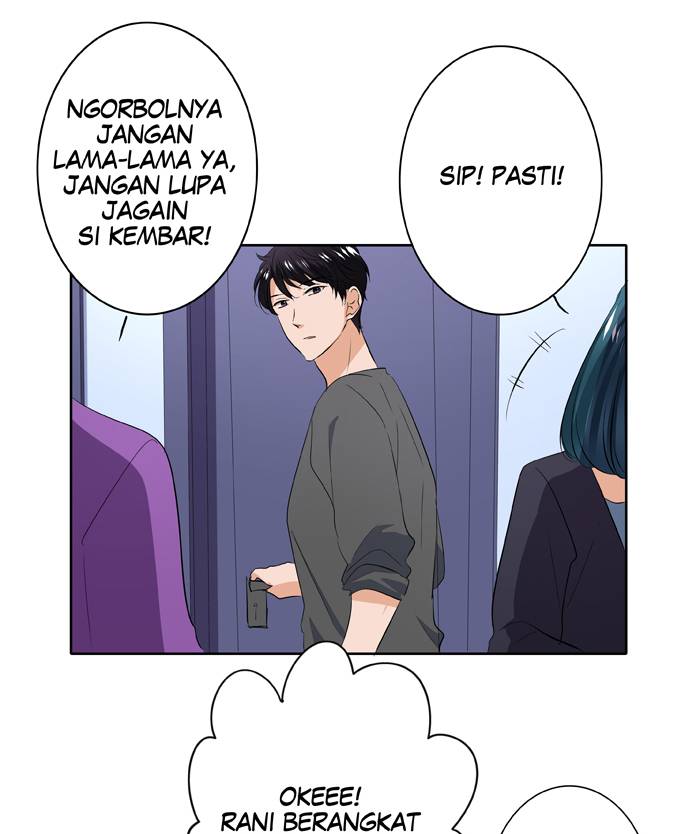 NGORBOLNYA
JANGAN
LAMA-LAMA YA,
JANGAN LUPA
JAGAIN
SI KEMBAR!
SIP! PASTI!
OKEEE!
RANI BERANGKAT